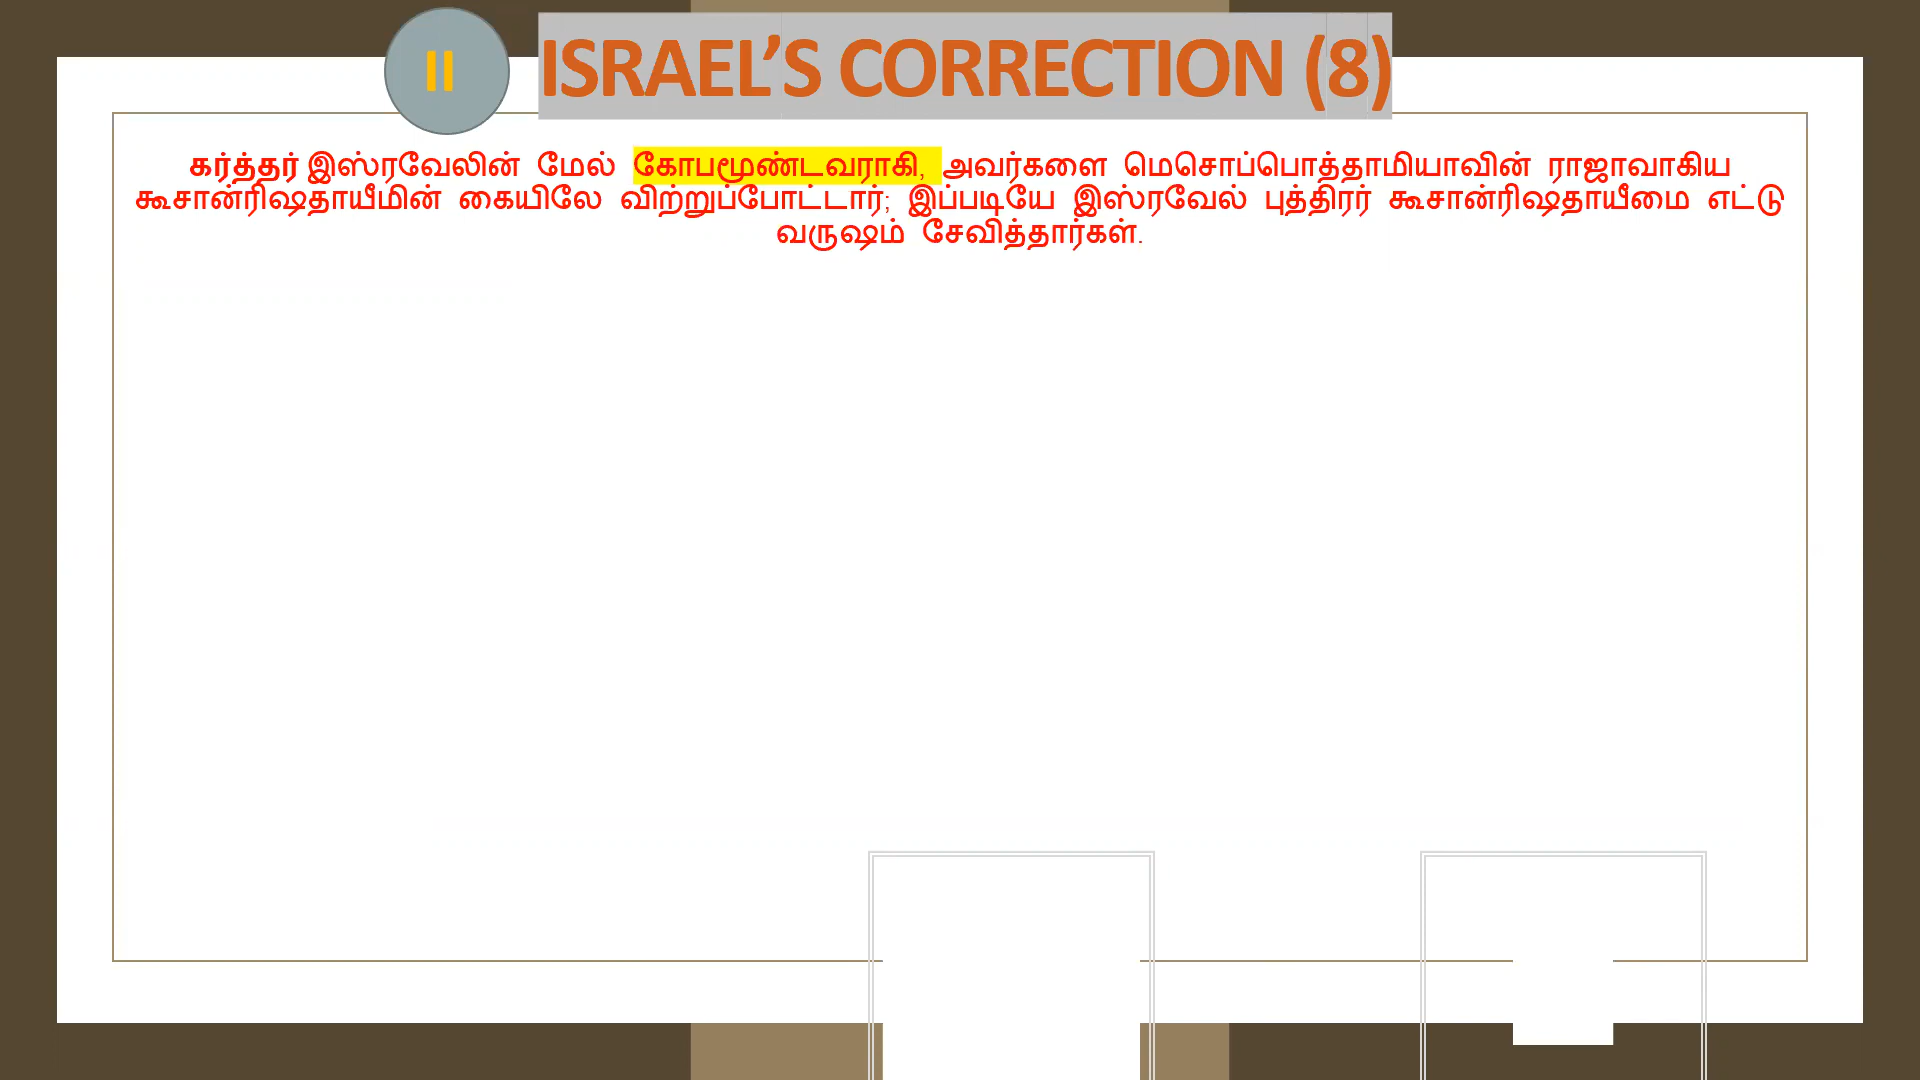 II
ISRAEL’S CORRECTION (8)
கர்த்தர் இஸ்ரவேலின் மேல் கோபமூண்டவராகி, அவர்களை மெசொப்பொத்தாமியாவின் ராஜாவாகிய
கூசான்ரிஷதாயீமின் கையிலே விற்றுப்போட்டார்; இப்படியே இஸ்ரவேல் புத்திரர் கூசான்ரிஷதாயீமை எட்டு
வருஷம் சேவித்தார்கள்.